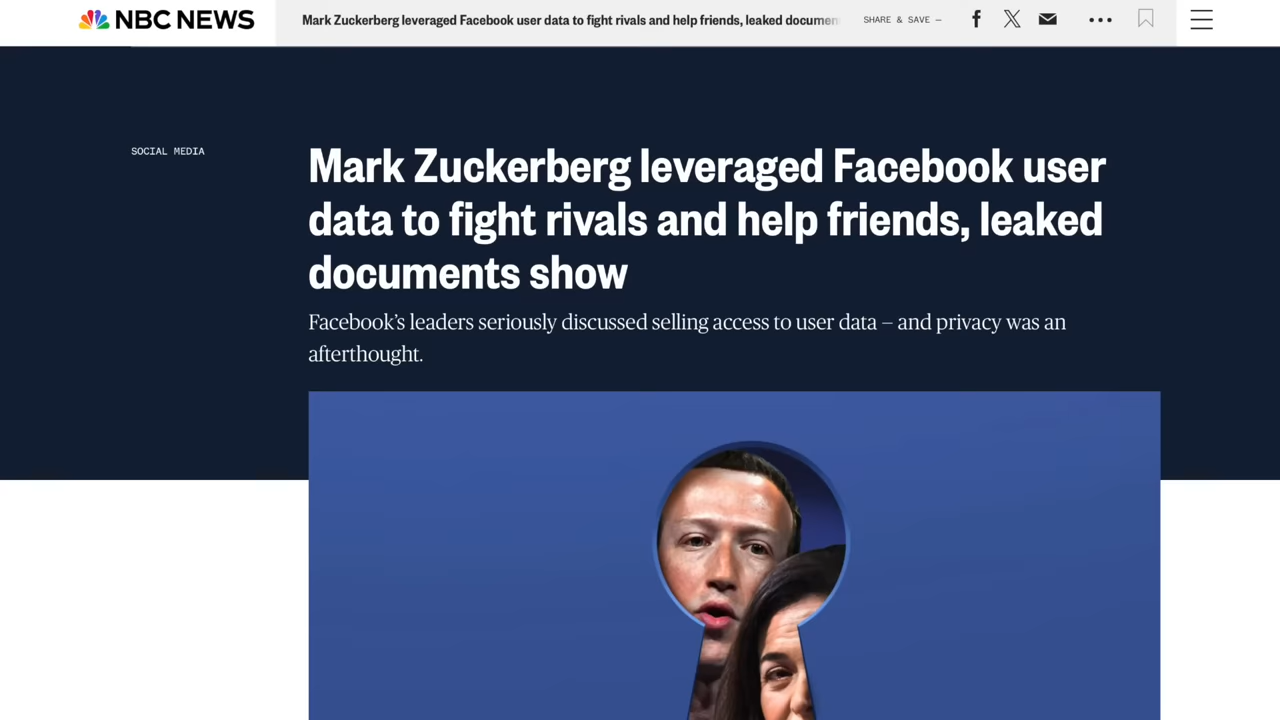 NBC NEWS
Mark Zuckerberg leveraged Facebook user data to fight rivals and help friends, leaked
SHARE & SAVE —
SOCIAL MEDIA
Mark Zuckerberg leveraged Facebook user
data to fight rivals and help friends, leaked
documents show
Facebook’s leaders seriously discussed selling access to user data — and privacy was an
afterthought.